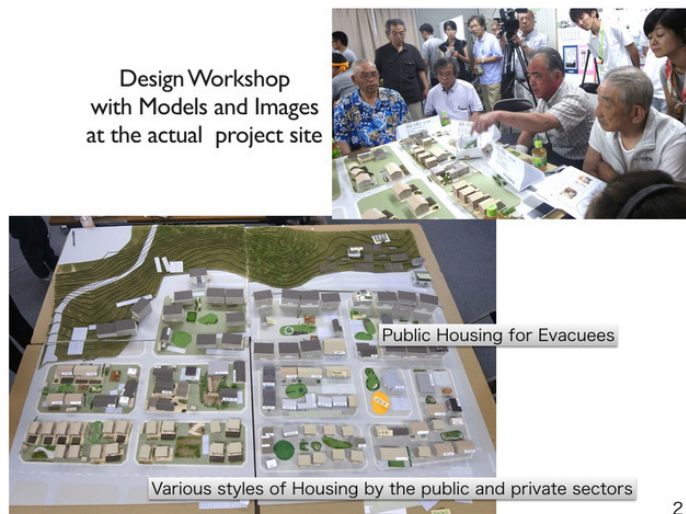 Design Workshop
with Models and Images
at the actual project site
Public Housing for Evacuees
Various styles of Housing by the public and private sectors
2